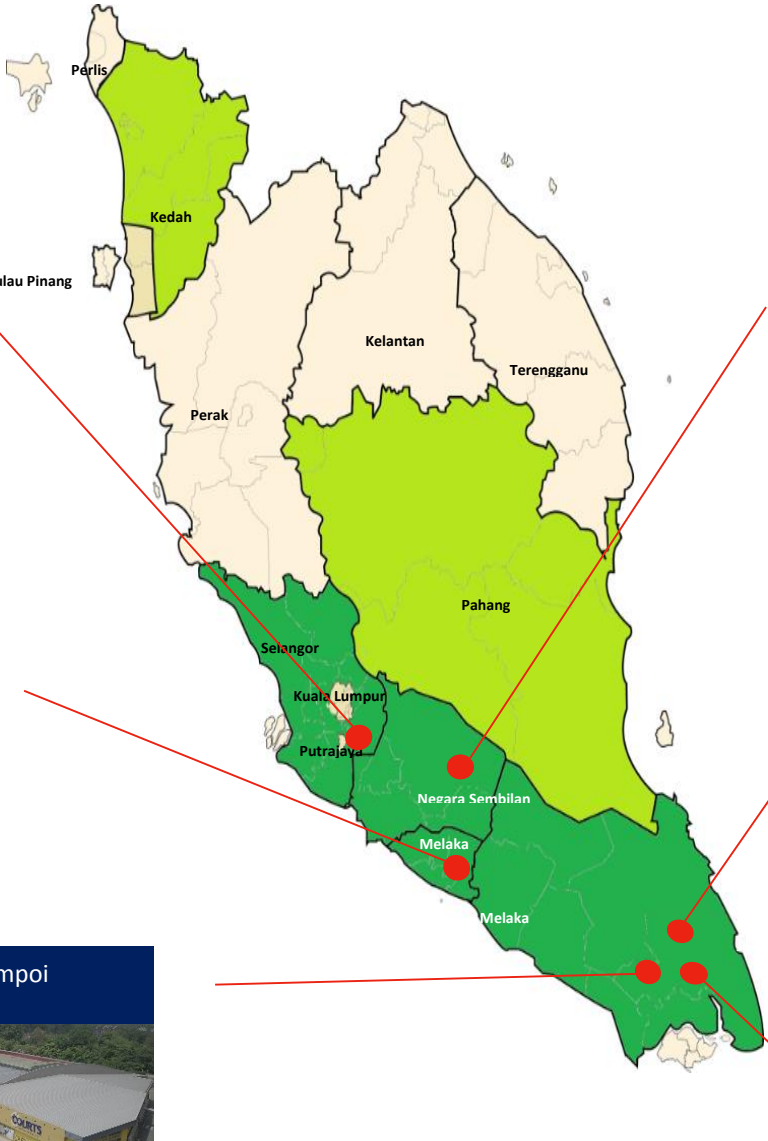 Perlis
Kedah
ulau Pinang
Kelantan
Terengganu
Perak
Pahang
Selangor
Kuala Lumpur
Putrajaya
Negara Sembilan
Melaka
Melaka
mpoi
COURTS